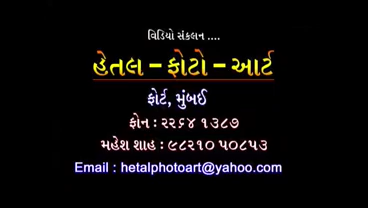 વિડિયો સંકલન ....
હેતલ – ફોટો – આર્ટ
ફોર્ટ, મુંબઈ
ફોન : ૨૨૬૪ ૧૩૮૭
મહેશ શાહ : ૯૮૨૧૦ ૫૦૮૫૩
Email : hetalphotoart@yahoo.com